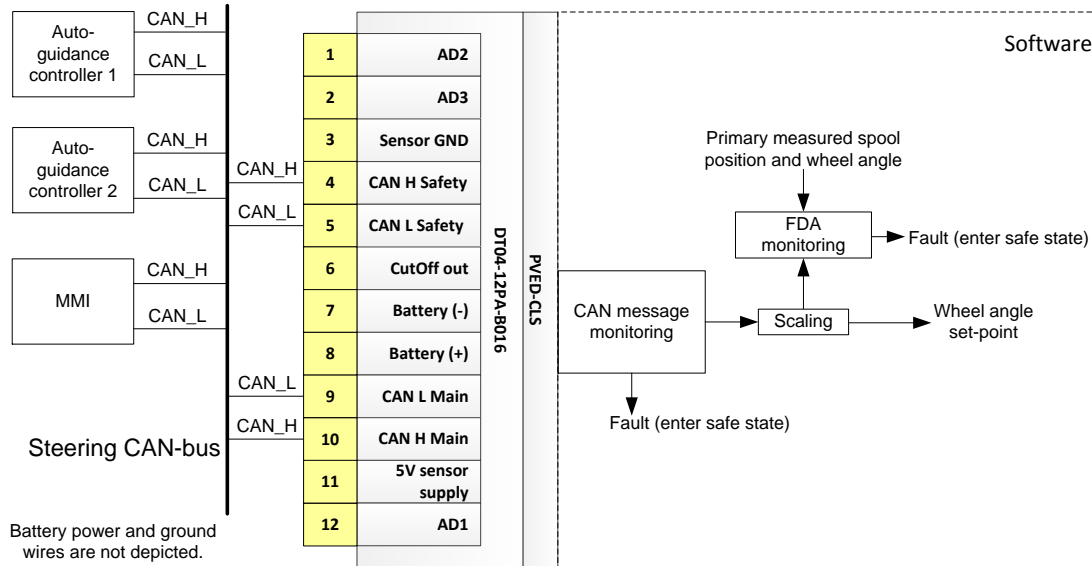 Auto-
guidance
controller 1
CAN_H
CAN_L
Auto-
guidance
controller 2
CAN_H
CAN_L
MMI
CAN_H
CAN_L
Steering CAN-bus
Battery power and ground
wires are not depicted.
CAN_H
CAN_L
CAN_L
CAN_H
1 AD2
2 AD3
3 Sensor GND
4 CAN H Safety
5 CAN L Safety
6 CutOff out
7 Battery (-)
8 Battery (+)
9 CAN L Main
10 CAN H Main
11 5V sensor
supply
12 AD1
DT04-12PA-B016
PVED-CLS
Software
Primary measured spool
position and wheel angle
FDA
monitoring
Fault (enter safe state)
CAN message
monitoring
Scaling
Wheel angle
set-point
Fault (enter safe state)